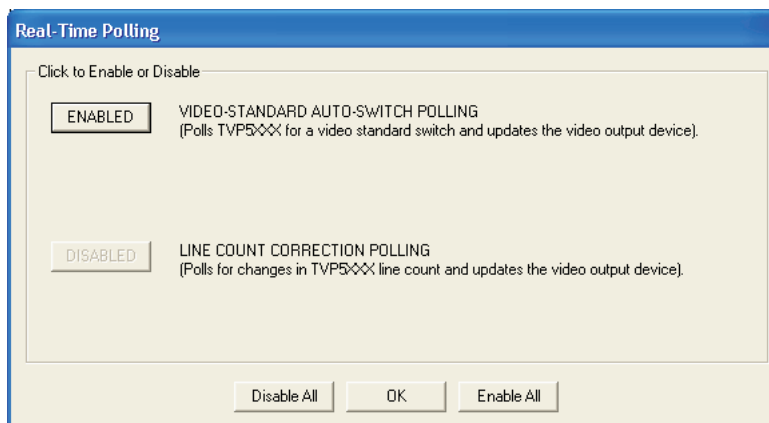 Real-Time Polling
Click to Enable or Disable
ENABLED
VIDEO-STANDARD AUTO-SWITCH POLLING
(Polls TVP5XXX for a video standard switch and updates the video output device).
DISABLED
LINE COUNT CORRECTION POLLING
(Polls for changes in TVP5XXX line count and updates the video output device).
Disable All
OK
Enable All